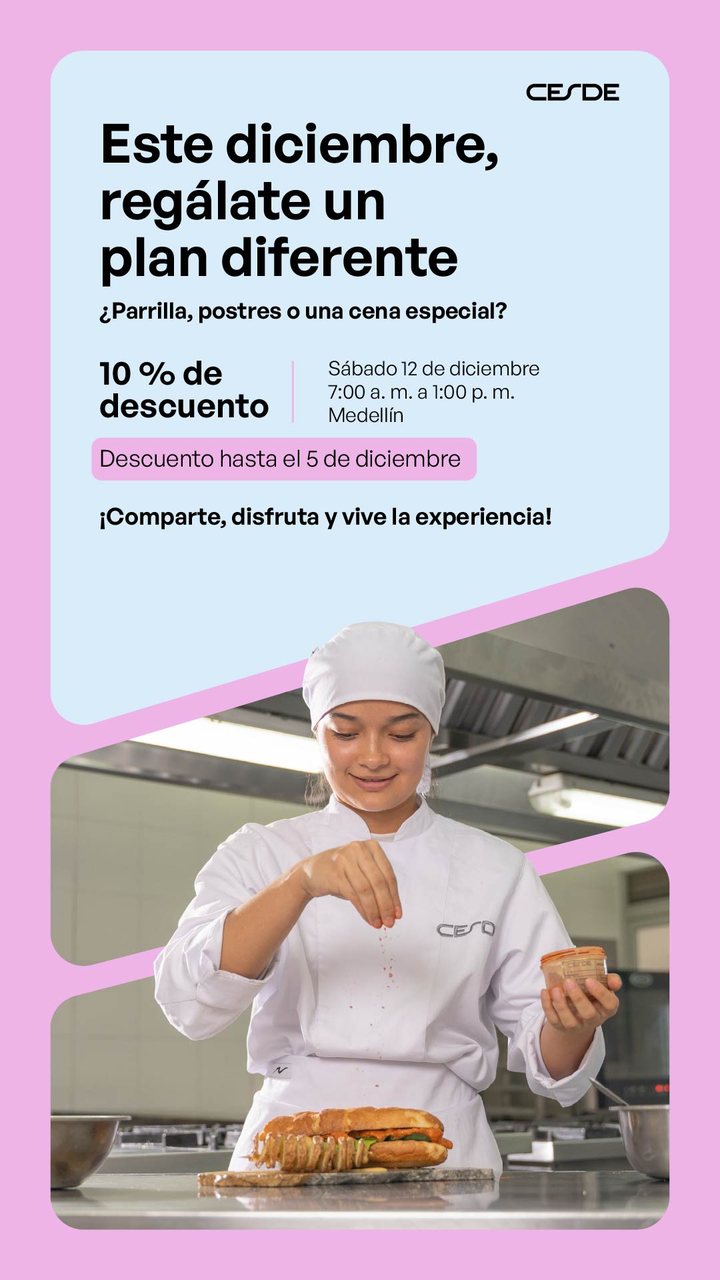 CESDE
Este diciembre,
regálate un
plan diferente
¿Parrilla, postres o una cena especial?
10 % de
descuento
Sábado 12 de diciembre
7:00 a. m. a 1:00 p. m.
Medellín
Descuento hasta el 5 de diciembre
¡Comparte, disfruta y vive la experiencia!
CESD